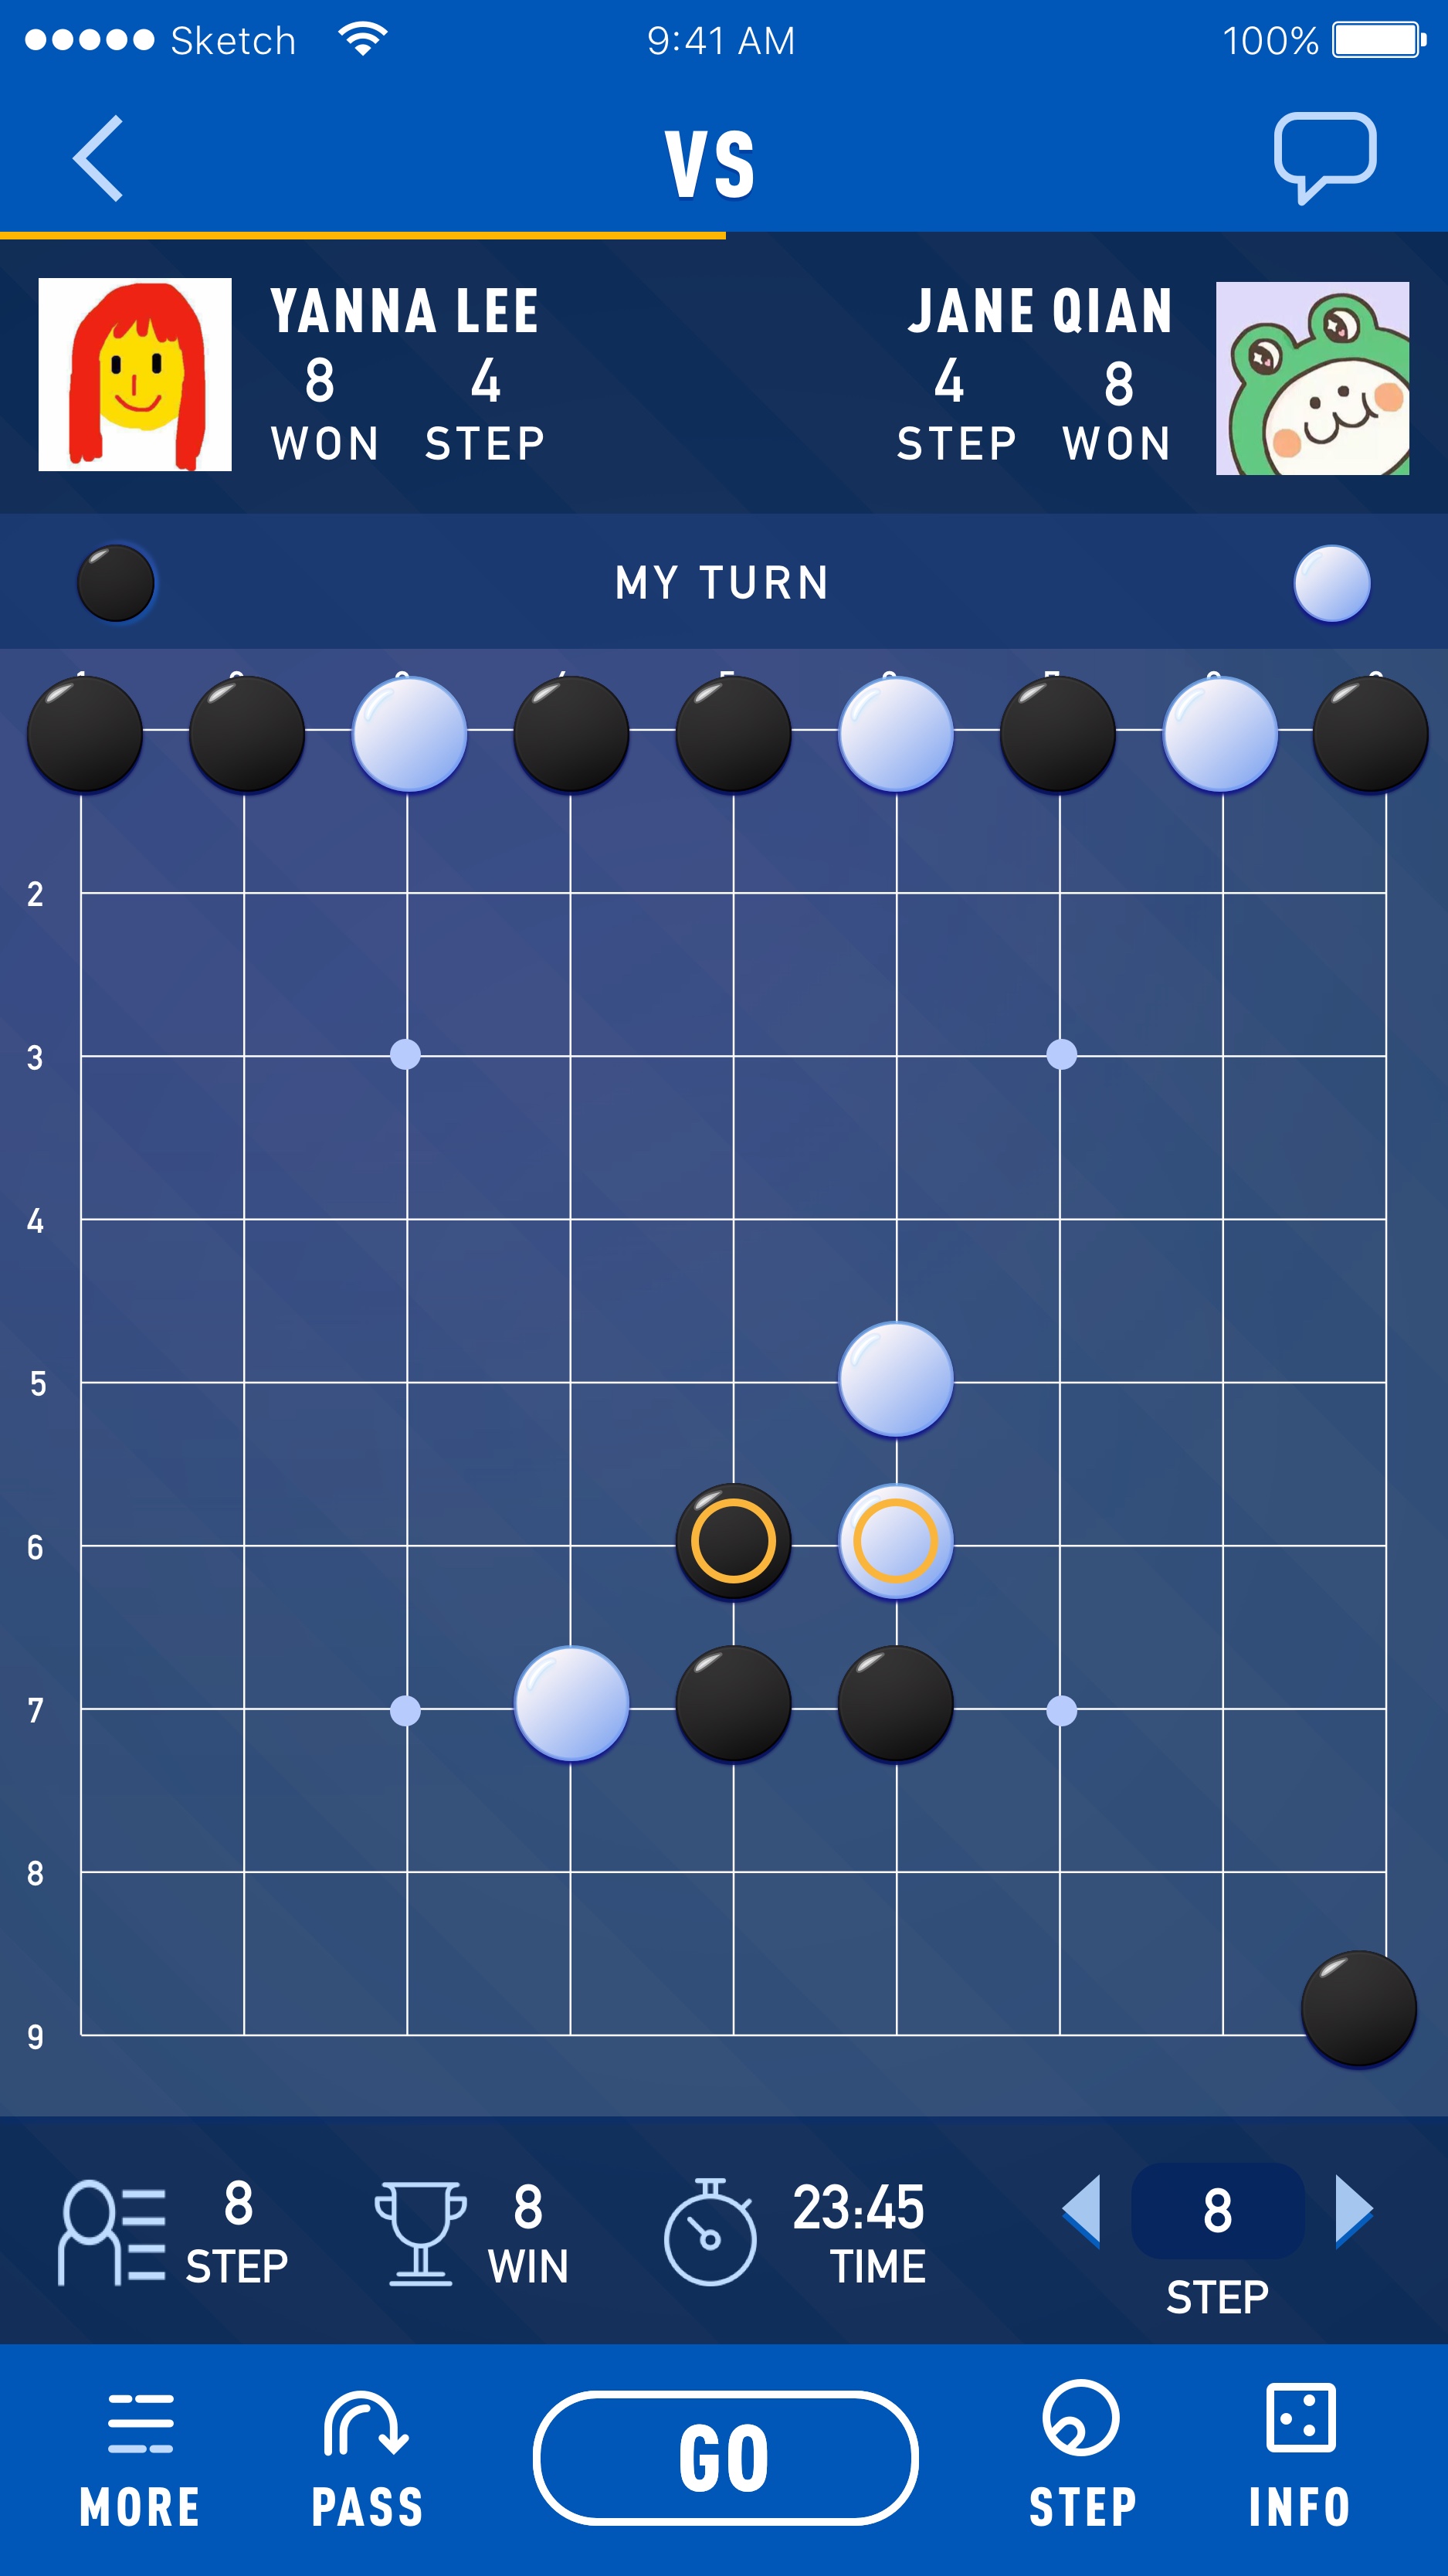 Sketch 9:41 AM 100%
VS
YANNA LEE JANE QIAN
8 4 4 8
WON STEP STEP WON
MY TURN
2
3
4
5
6
7
8
9
8 8 23:45 8
STEP WIN TIME STEP
GO
MORE PASS STEP INFO